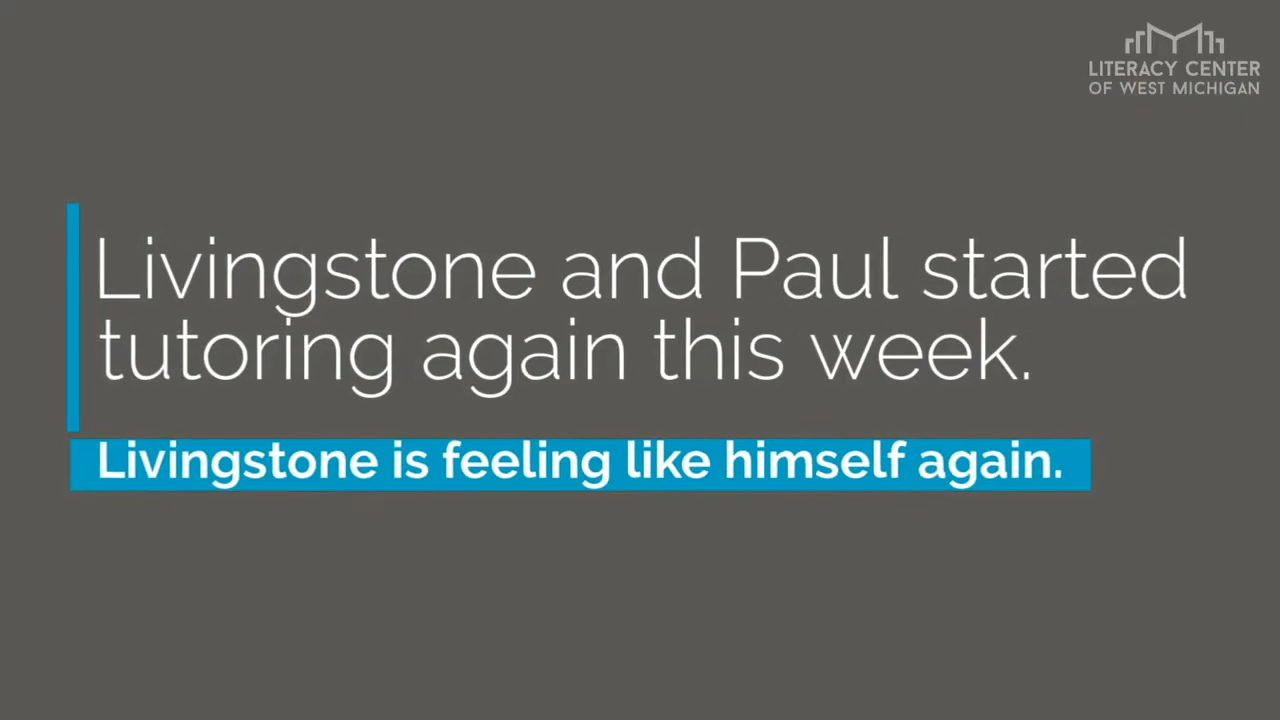 LITERACY CENTER
OF WEST MICHIGAN
Livingstone and Paul started
tutoring again this week.
Livingstone is feeling like himself again.